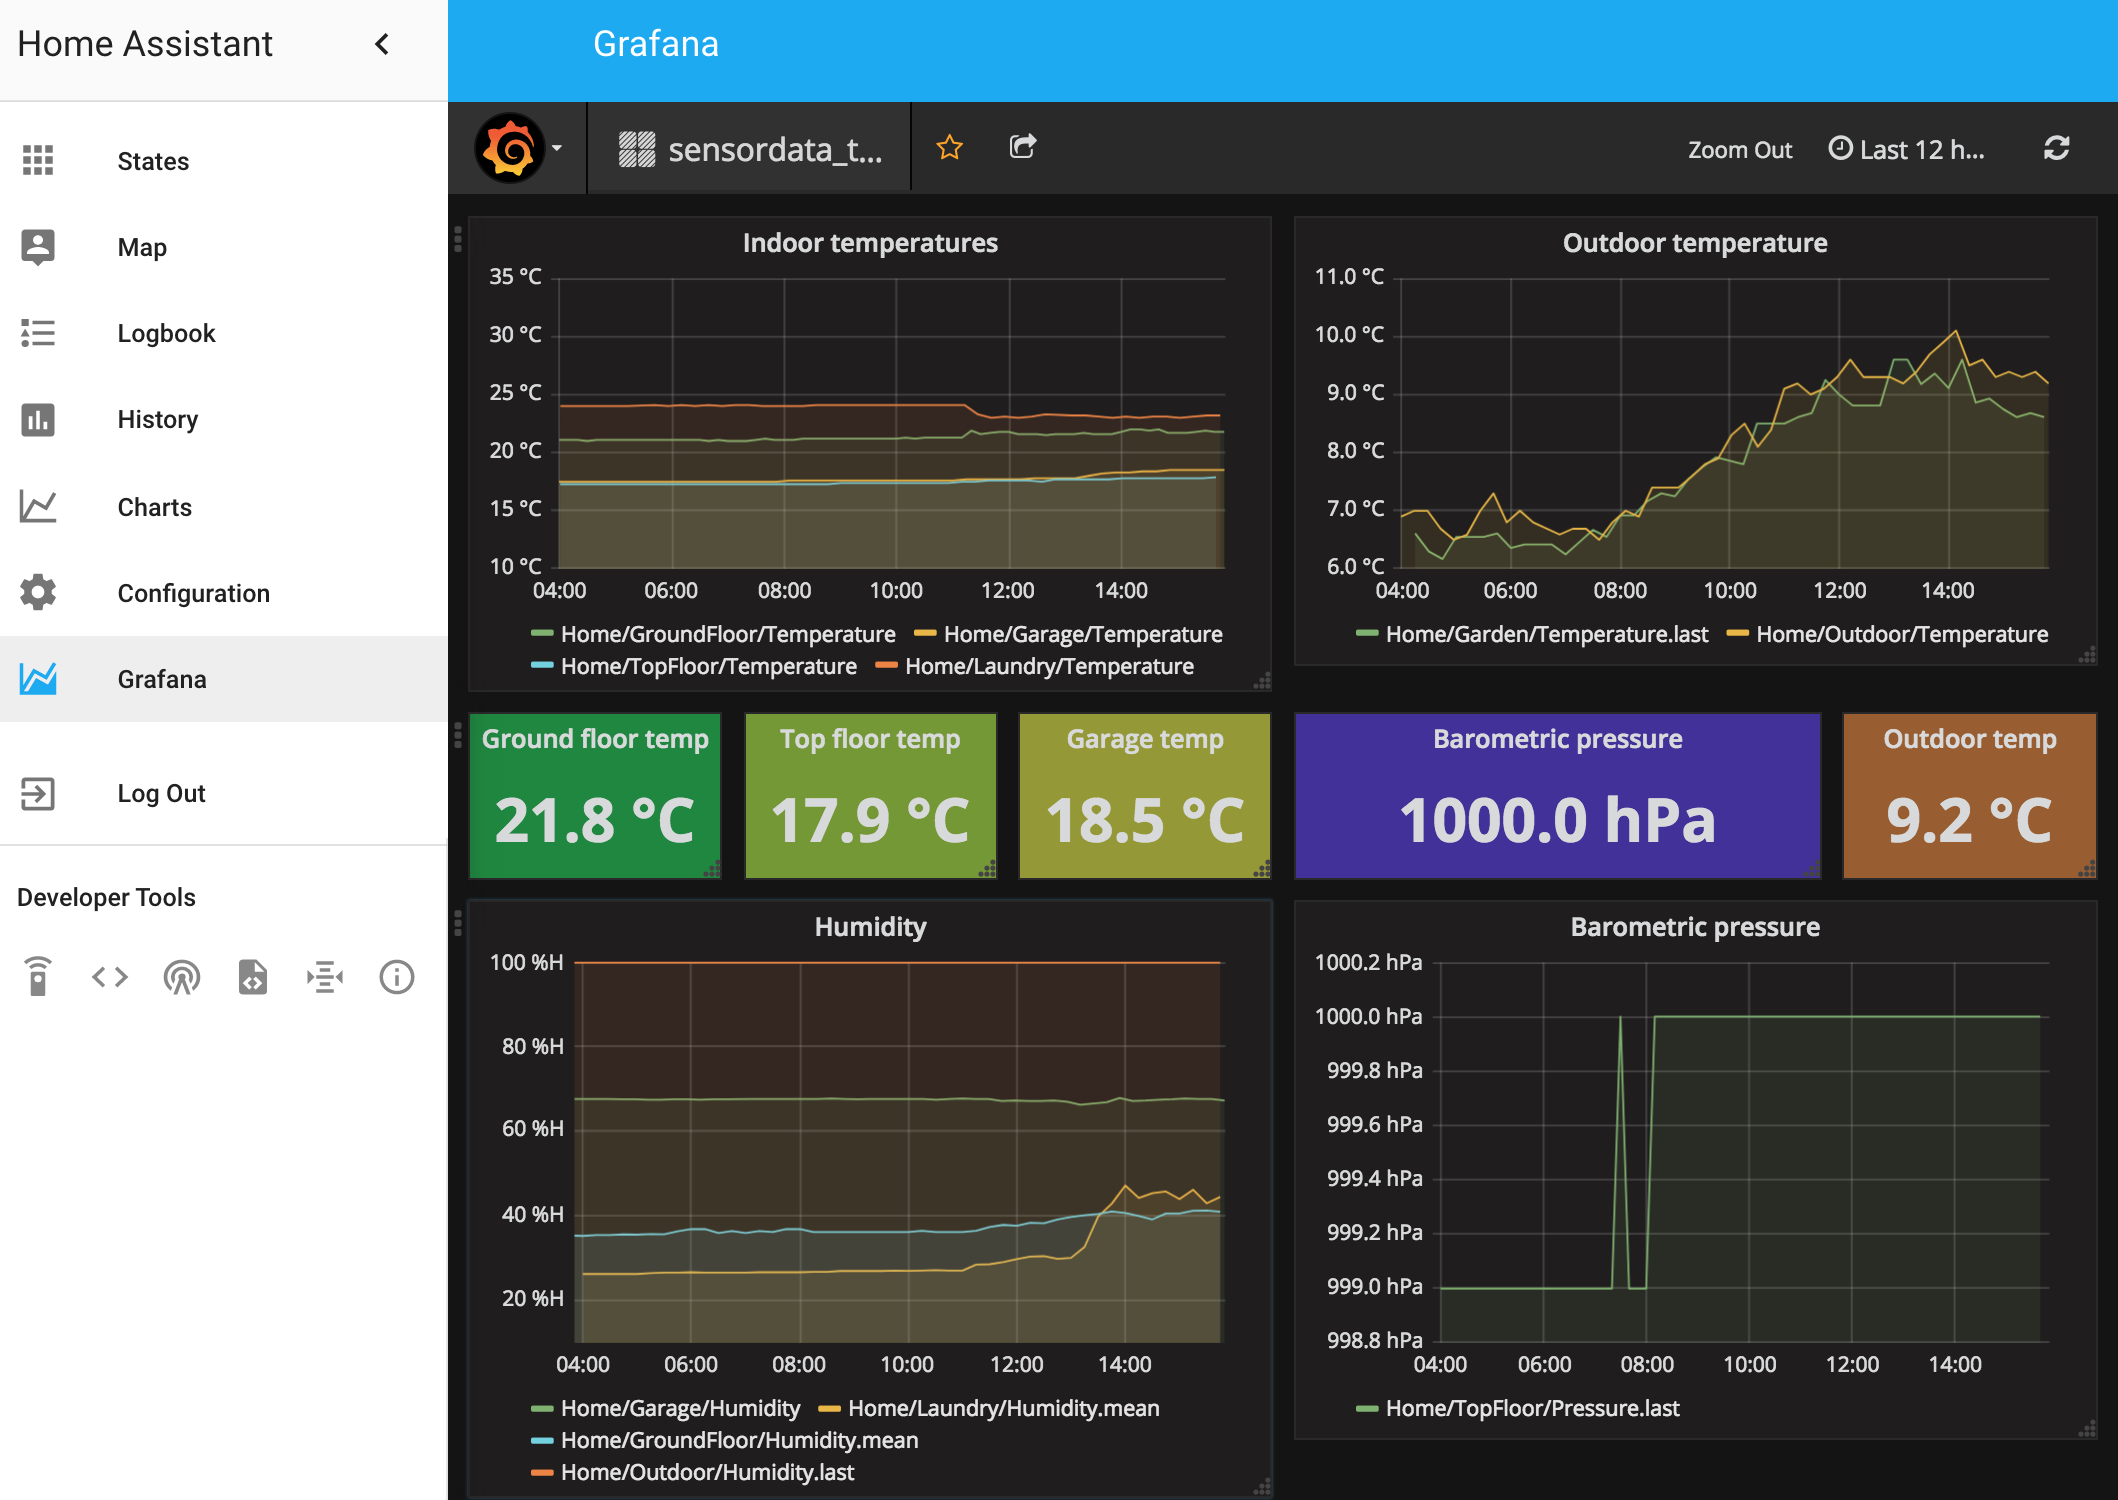 Home Assistant
Grafana
States
Map
Logbook
History
Charts
Configuration
Grafana
Log Out
Developer Tools
sensordata_t...
Zoom Out
Last 12 h...
Indoor temperatures
35 °C
30 °C
25 °C
20 °C
15 °C
10 °C
04:00 06:00 08:00 10:00 12:00 14:00
Home/GroundFloor/Temperature Home/Garage/Temperature
Home/TopFloor/Temperature Home/Laundry/Temperature
Outdoor temperature
11.0 °C
10.0 °C
9.0 °C
8.0 °C
7.0 °C
6.0 °C
04:00 06:00 08:00 10:00 12:00 14:00
Home/Garden/Temperature.last Home/Outdoor/Temperature
Ground floor temp
21.8 °C
Top floor temp
17.9 °C
Garage temp
18.5 °C
Barometric pressure
1000.0 hPa
Outdoor temp
9.2 °C
Humidity
100 %H
80 %H
60 %H
40 %H
20 %H
04:00 06:00 08:00 10:00 12:00 14:00
Home/Garage/Humidity Home/Laundry/Humidity.mean
Home/GroundFloor/Humidity.mean
Home/Outdoor/Humidity.last
Barometric pressure
1000.2 hPa
1000.0 hPa
999.8 hPa
999.6 hPa
999.4 hPa
999.2 hPa
999.0 hPa
998.8 hPa
04:00 06:00 08:00 10:00 12:00 14:00
Home/TopFloor/Pressure.last